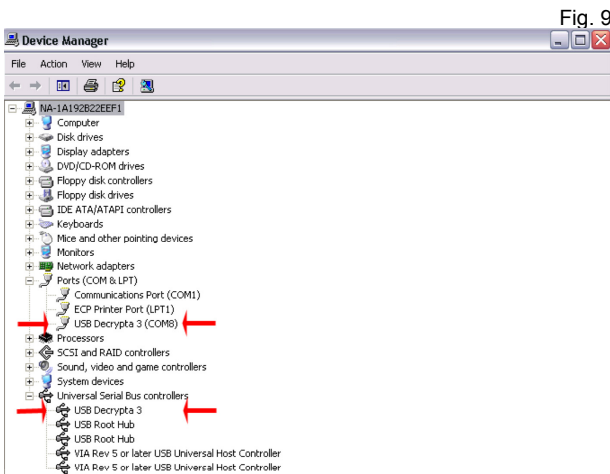 Fig. 9
Device Manager
File Action View Help
NA-1A192B22EEF1
Computer
Disk drives
Display adapters
DVD/CD-ROM drives
Floppy disk controllers
Floppy disk drives
IDE ATA/ATAPI controllers
Keyboards
Mice and other pointing devices
Monitors
Network adapters
Ports (COM & LPT)
Communications Port (COM1)
ECP Printer Port (LPT1)
USB Decrypta 3 (COM8)
Processors
SCSI and RAID controllers
Sound, video and game controllers
System devices
Universal Serial Bus controllers
USB Decrypta 3
USB Root Hub
USB Root Hub
VIA Rev 5 or later USB Universal Host Controller
VIA Rev 5 or later USB Universal Host Controller